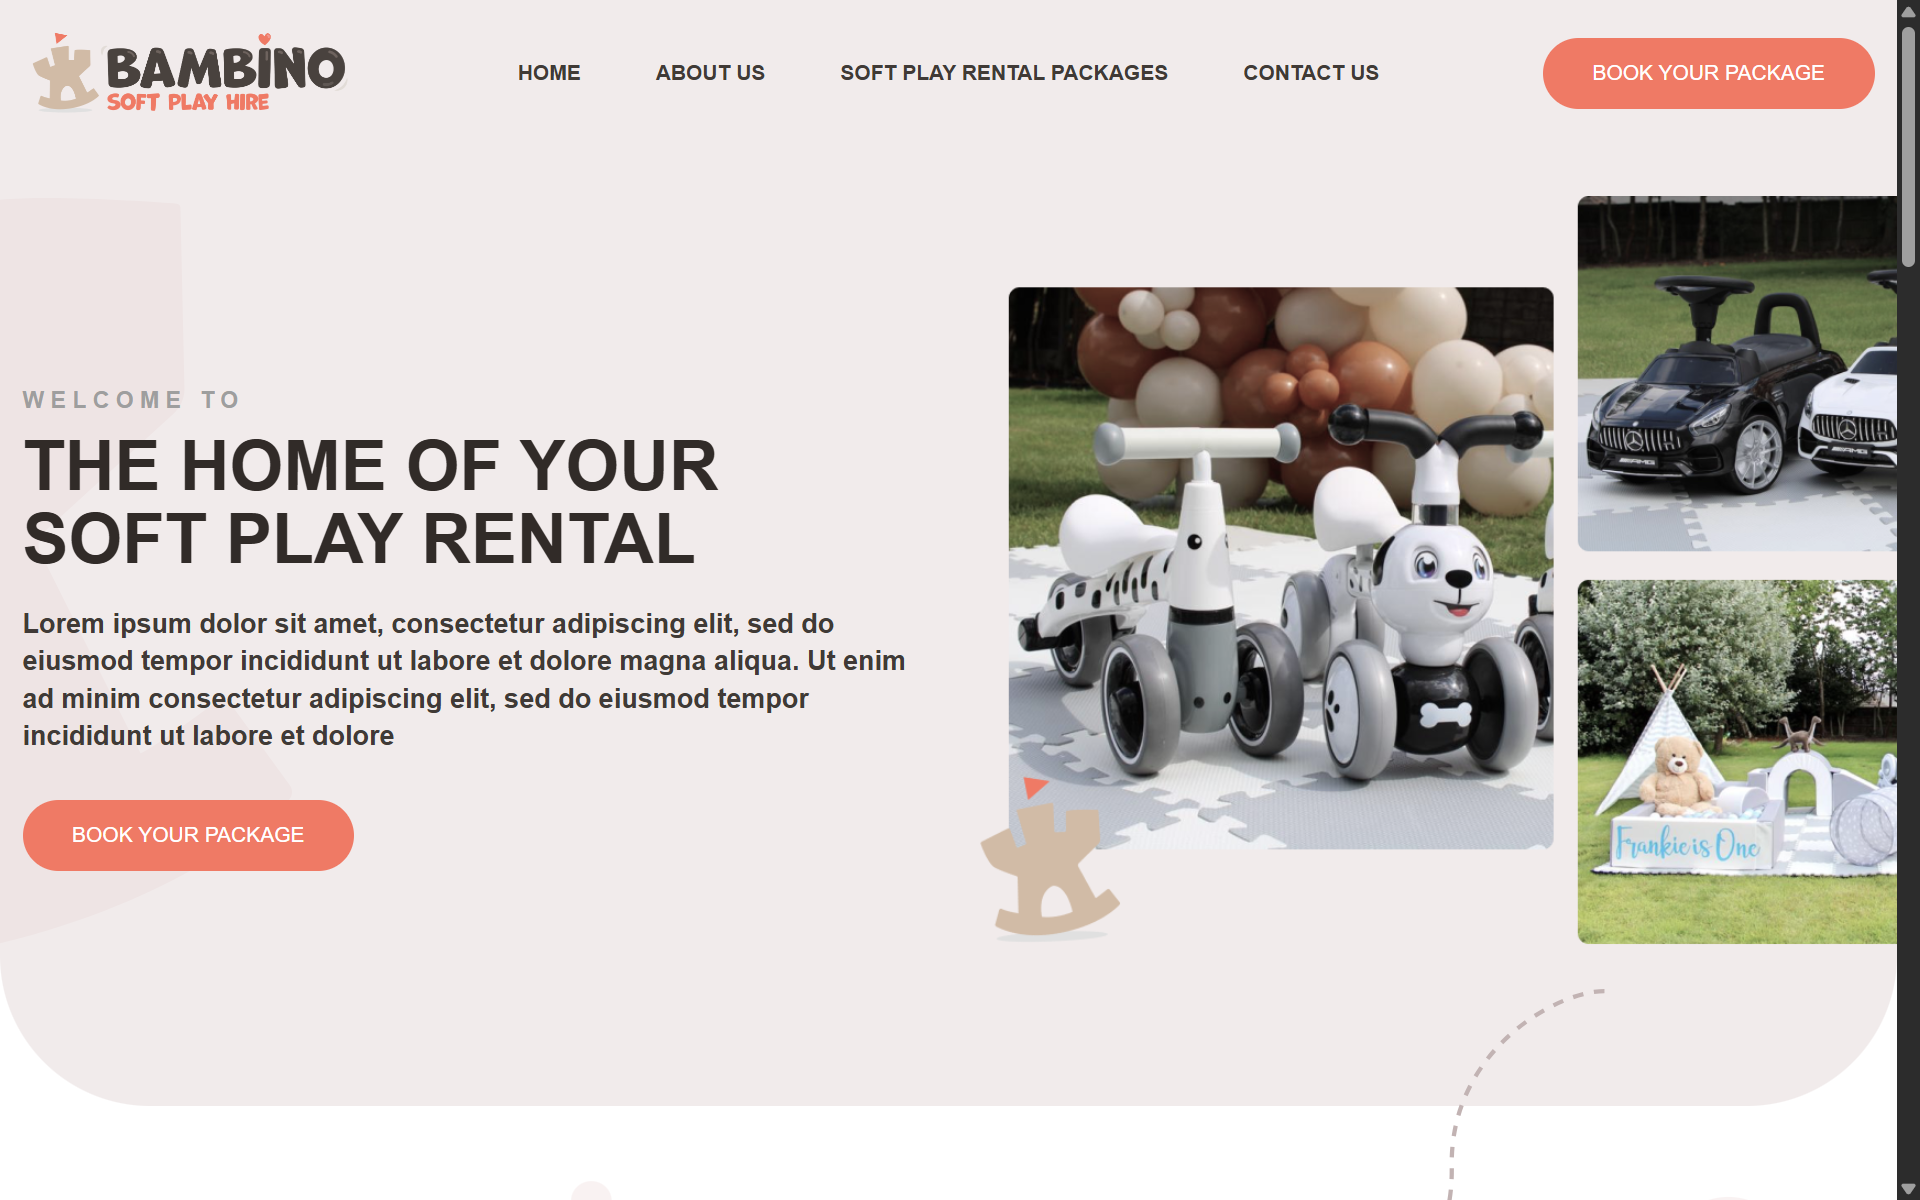 BAMBINO
SOFT PLAY HIRE
HOME
ABOUT US
SOFT PLAY RENTAL PACKAGES
CONTACT US
BOOK YOUR PACKAGE
WELCOME TO
THE HOME OF YOUR
SOFT PLAY RENTAL
Lorem ipsum dolor sit amet, consectetur adipiscing elit, sed do
eiusmod tempor incididunt ut labore et dolore magna aliqua. Ut enim
ad minim consectetur adipiscing elit, sed do eiusmod tempor
incididunt ut labore et dolore
BOOK YOUR PACKAGE
Frankie is One